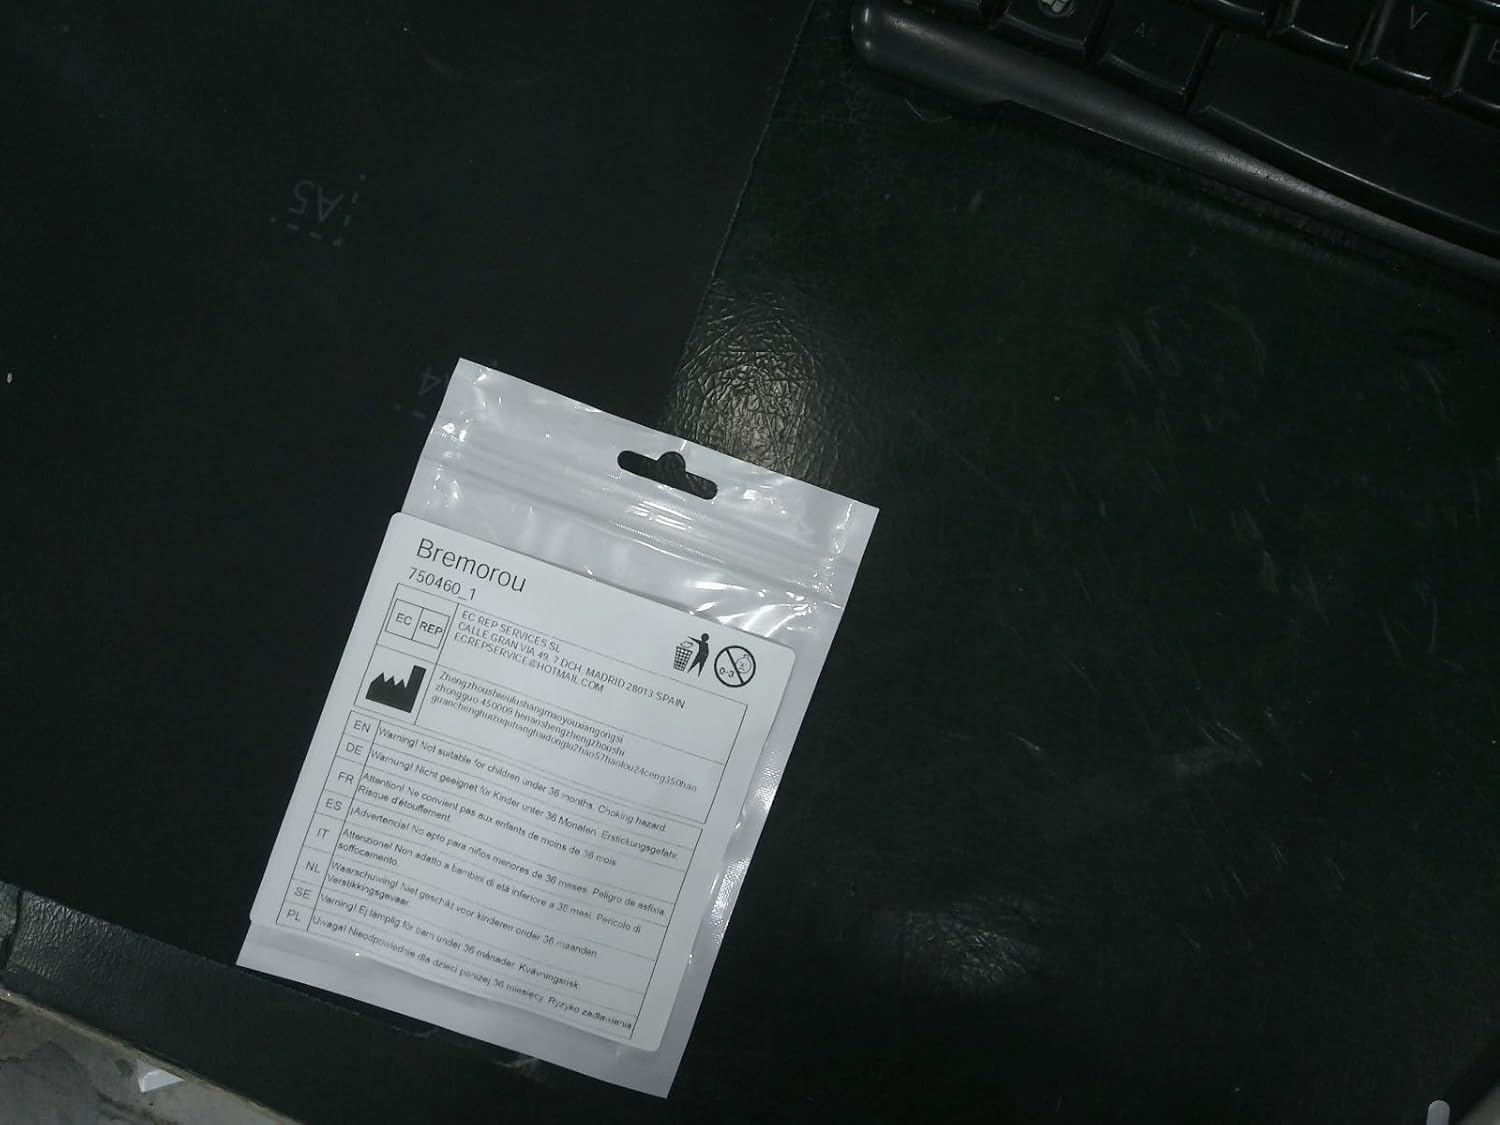 Bremorou
750460_1
EC REP
EC REP SERVICES SL
CALLE GRAN VIA 49, 7 DCH, MADRID 28013 SPAIN
ECREPSERVICE@HOTMAIL.COM
0-3
Zhengzhoushiwulushangmaoyouxiangongsi
zhongguo 450009 henanshengzhengzhoushi
guanchenghuizuquhanghaidonglu2hao57haolou24ceng350hao
EN Warning! Not suitable for children under 36 months. Choking hazard.
DE Warnung! Nicht geeignet für Kinder unter 36 Monaten. Erstickungsgefahr.
FR Attention! Ne convient pas aux enfants de moins de 36 mois
Risque d'étouffement.
ES ¡Advertencia! No apto para niños menores de 36 meses. Peligro de asfixia.
IT Attenzione! Non adatto a bambini di età inferiore a 36 mesi. Pericolo di
soffocamento.
NL Waarschuwing! Niet geschikt voor kinderen onder 36 maanden.
Verstikkingsgevaar.
SE Varning! Ej lämplig för barn under 36 månader. Kvävningsrisk.
PL Uwaga! Nieodpowiednie dla dzieci poniżej 36 miesięcy. Ryzyko zadławienia
A5
A4
V